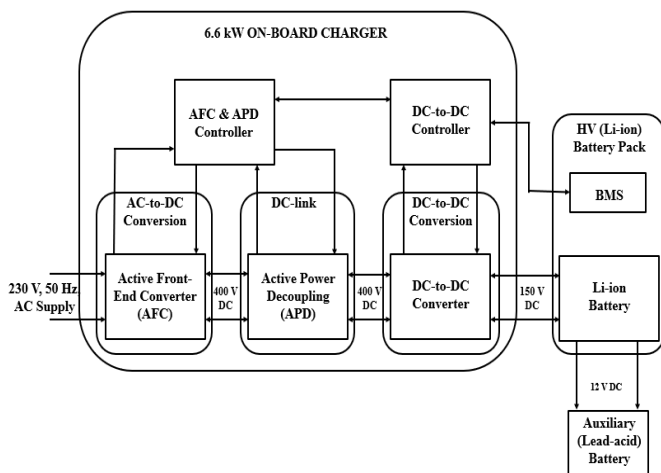 6.6 kW ON-BOARD CHARGER
AFC & APD
Controller
DC-to-DC
Controller
HV (Li-ion)
Battery Pack
BMS
AC-to-DC
Conversion
DC-link
DC-to-DC
Conversion
230 V, 50 Hz
AC Supply
Active Front-
End Converter
(AFC)
400 V
DC
Active Power
Decoupling
(APD)
400 V
DC
DC-to-DC
Converter
150 V
DC
Li-ion
Battery
12 V DC
Auxiliary
(Lead-acid)
Battery